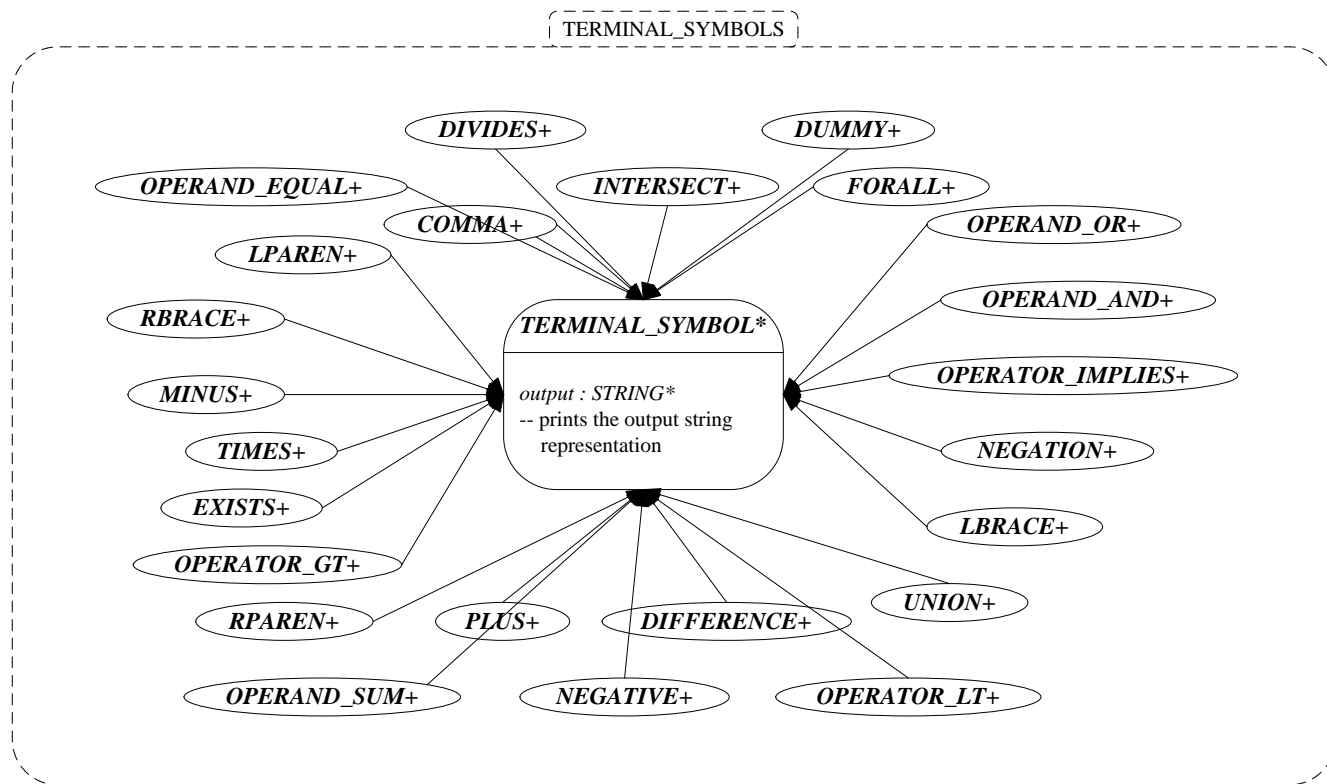 TERMINAL_SYMBOLS
DIVIDES+
DUMMY+
OPERAND_EQUAL+
INTERSECT+
FORALL+
COMMA+
OPERAND_OR+
LPAREN+
OPERAND_AND+
RBRACE+
TERMINAL_SYMBOL*
OPERATOR_IMPLIES+
MINUS+
output : STRING*
-- prints the output string
representation
TIMES+
NEGATION+
EXISTS+
LBRACE+
OPERATOR_GT+
UNION+
RPAREN+
PLUS+
DIFFERENCE+
OPERAND_SUM+
NEGATIVE+
OPERATOR_LT+